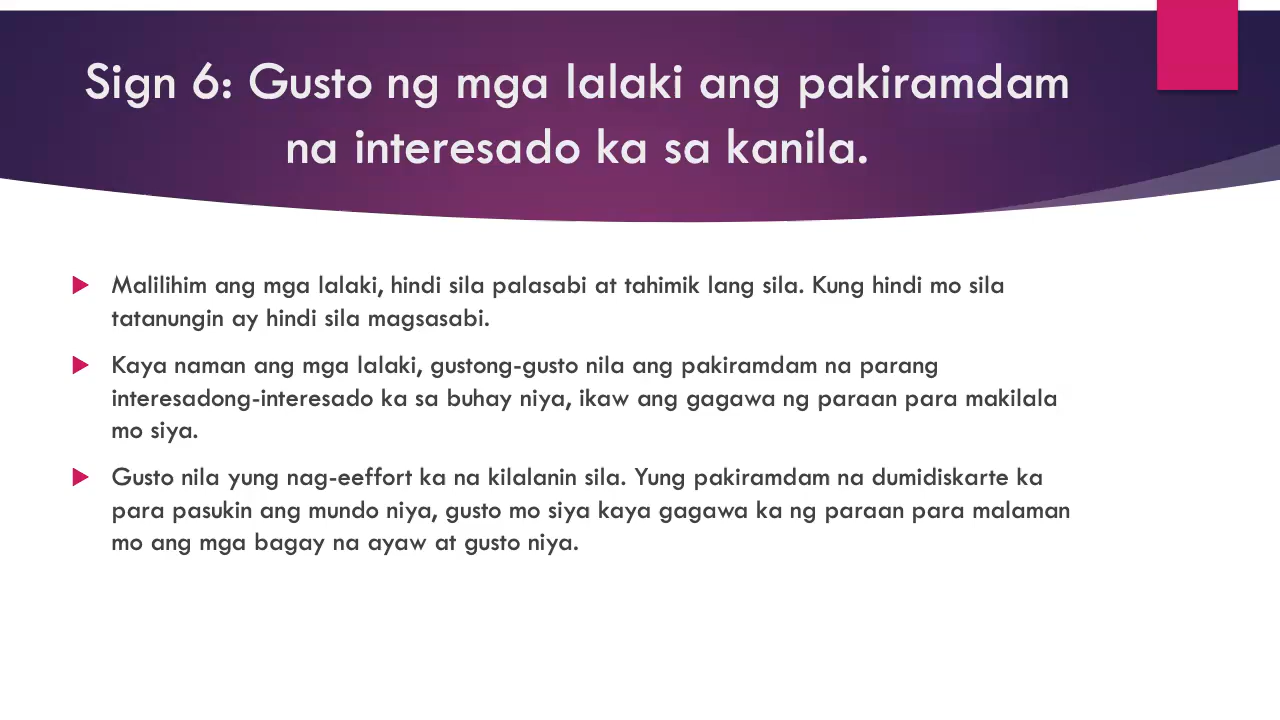 Sign 6: Gusto ng mga lalaki ang pakiramdam
na interesado ka sa kanila.
Malilihim ang mga lalaki, hindi sila palasabi at tahimik lang sila. Kung hindi mo sila
tatanungin ay hindi sila magsasabi.
Kaya naman ang mga lalaki, gustong-gusto nila ang pakiramdam na parang
interesadong-interesado ka sa buhay niya, ikaw ang gagawa ng paraan para makilala
mo siya.
Gusto nila yung nag-eeffort ka na kilalanin sila. Yung pakiramdam na dumidiskarte ka
para pasukin ang mundo niya, gusto mo siya kaya gagawa ka ng paraan para malaman
mo ang mga bagay na ayaw at gusto niya.